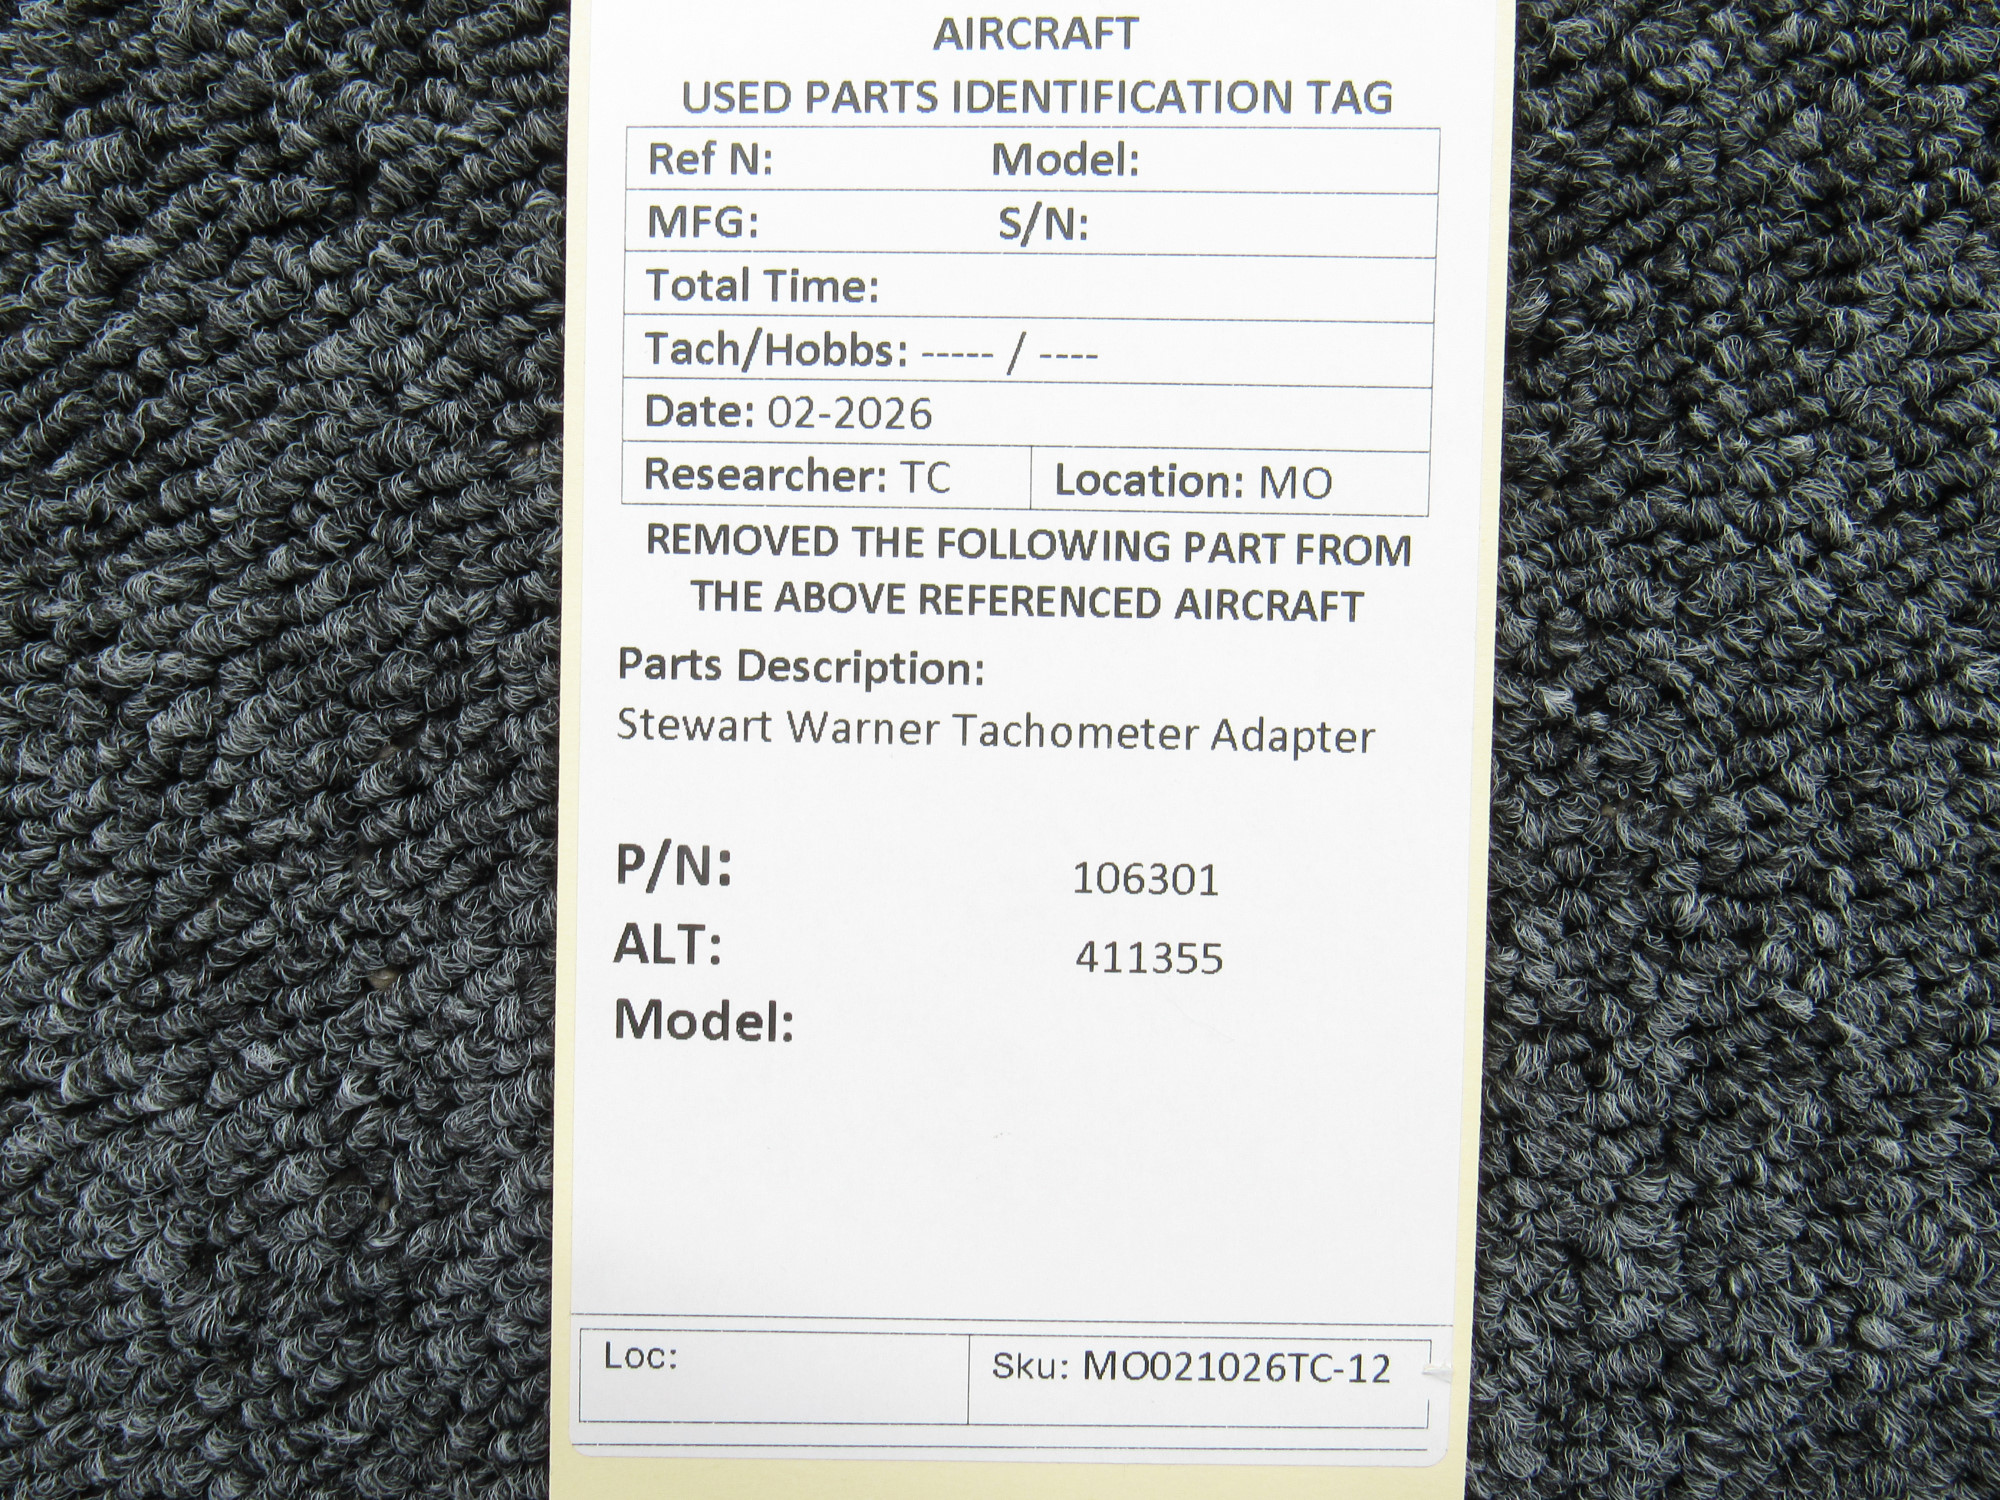 AIRCRAFT
USED PARTS IDENTIFICATION TAG
Ref N: Model:
MFG: S/N:
Total Time:
Tach/Hobbs: ----- / ----
Date: 02-2026
Researcher: TC Location: MO
REMOVED THE FOLLOWING PART FROM
THE ABOVE REFERENCED AIRCRAFT
Parts Description:
Stewart Warner Tachometer Adapter
P/N: 106301
ALT: 411355
Model:
Loc: Sku: MO021026TC-12